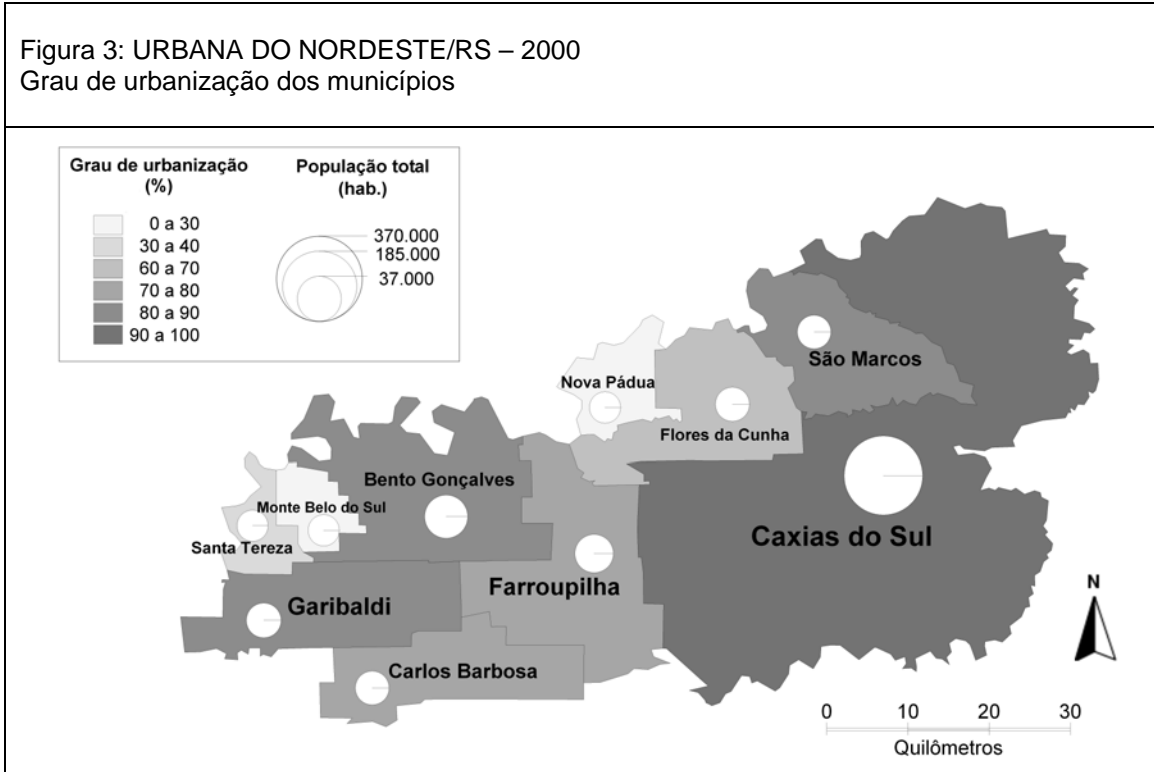 Figura 3: URBANA DO NORDESTE/RS – 2000
Grau de urbanização dos municípios
Grau de urbanização
(%)
0 a 30
30 a 40
60 a 70
70 a 80
80 a 90
90 a 100
População total
(hab.)
370.000
185.000
37.000
São Marcos
Nova Pádua
Flores da Cunha
Bento Gonçalves
Monte Belo do Sul
Santa Tereza
Caxias do Sul
Farroupilha
Garibaldi
Carlos Barbosa
N
0 10 20 30
Quilômetros